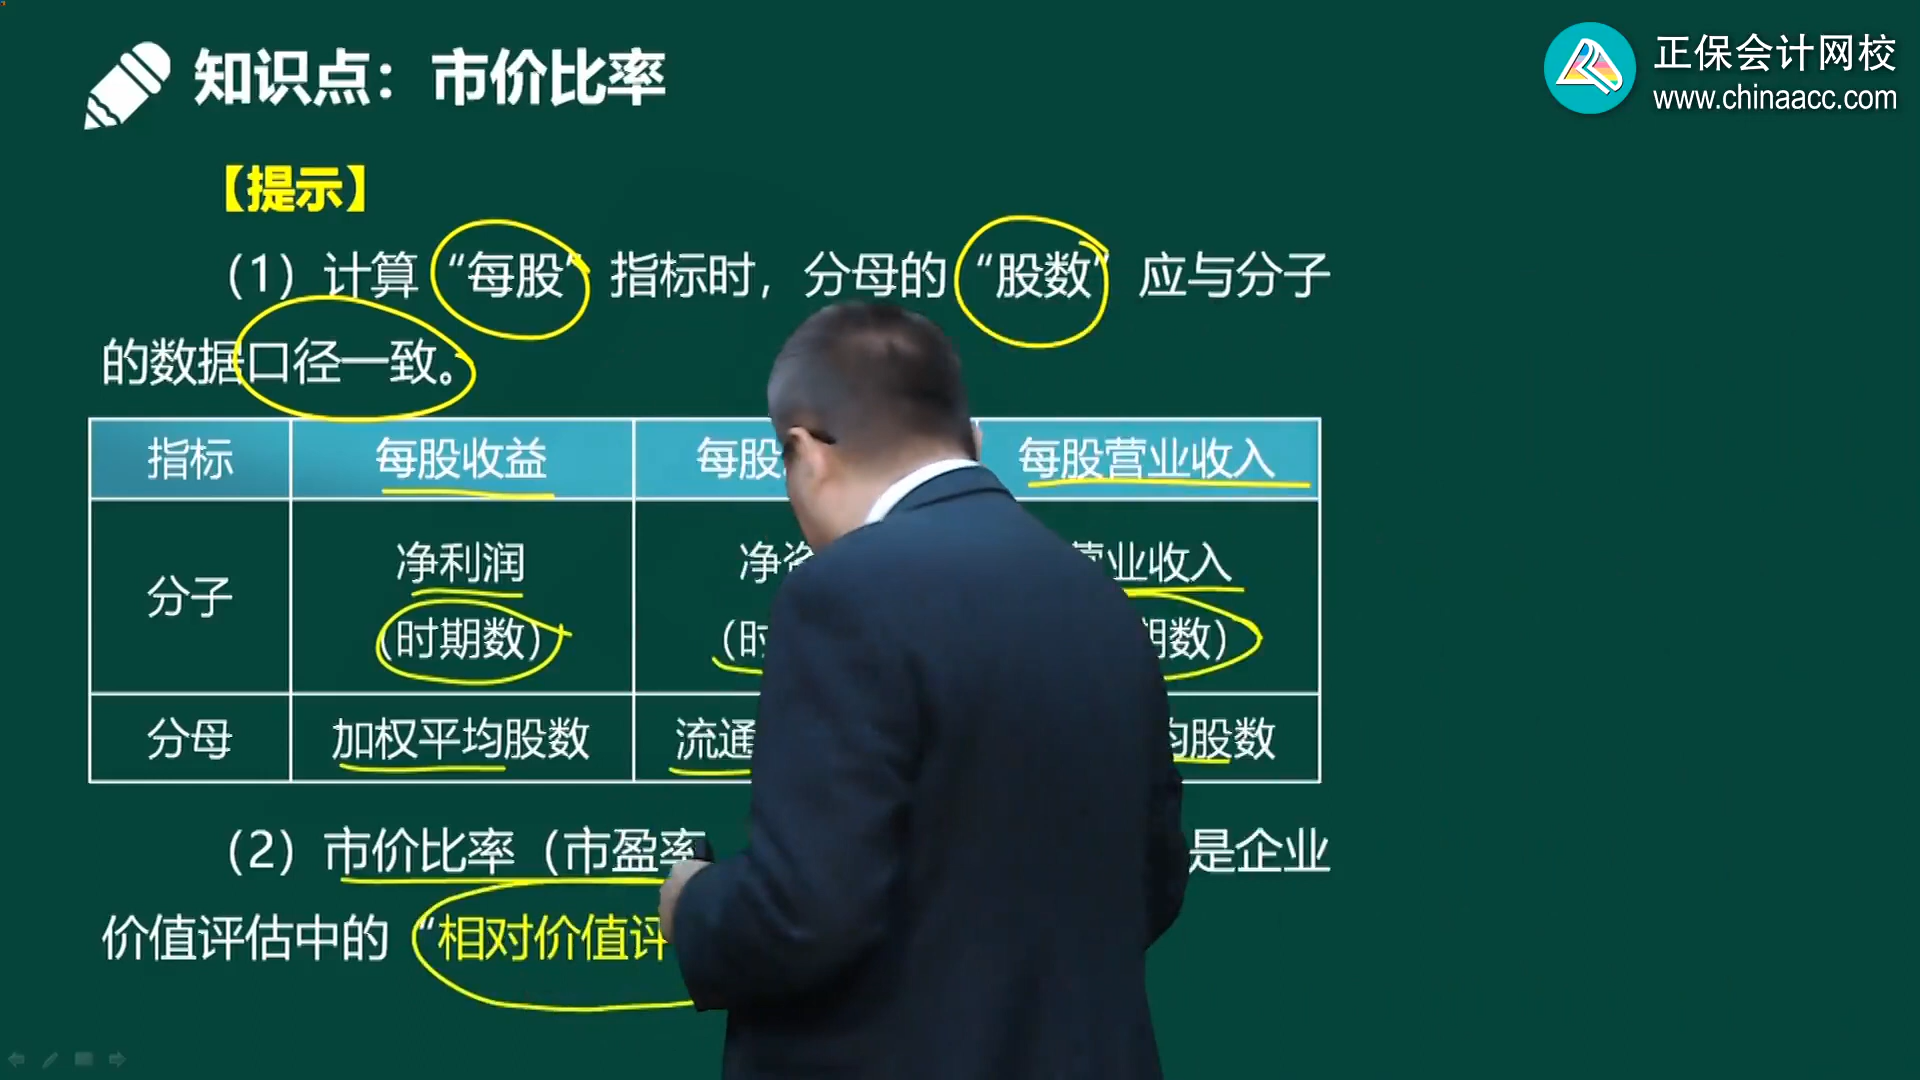 知识点：市价比率
正保会计网校
www.chinaacc.com
【提示】
（1）计算“每股”指标时，分母的“股数”应与分子
的数据口径一致。
指标 每股收益 每股 每股营业收入
净利润 净资 营业收入
分子
（时期数） （时 期数）
分母 加权平均股数 流通 均股数
（2）市价比率（市盈率 是企业
价值评估中的“相对价值评